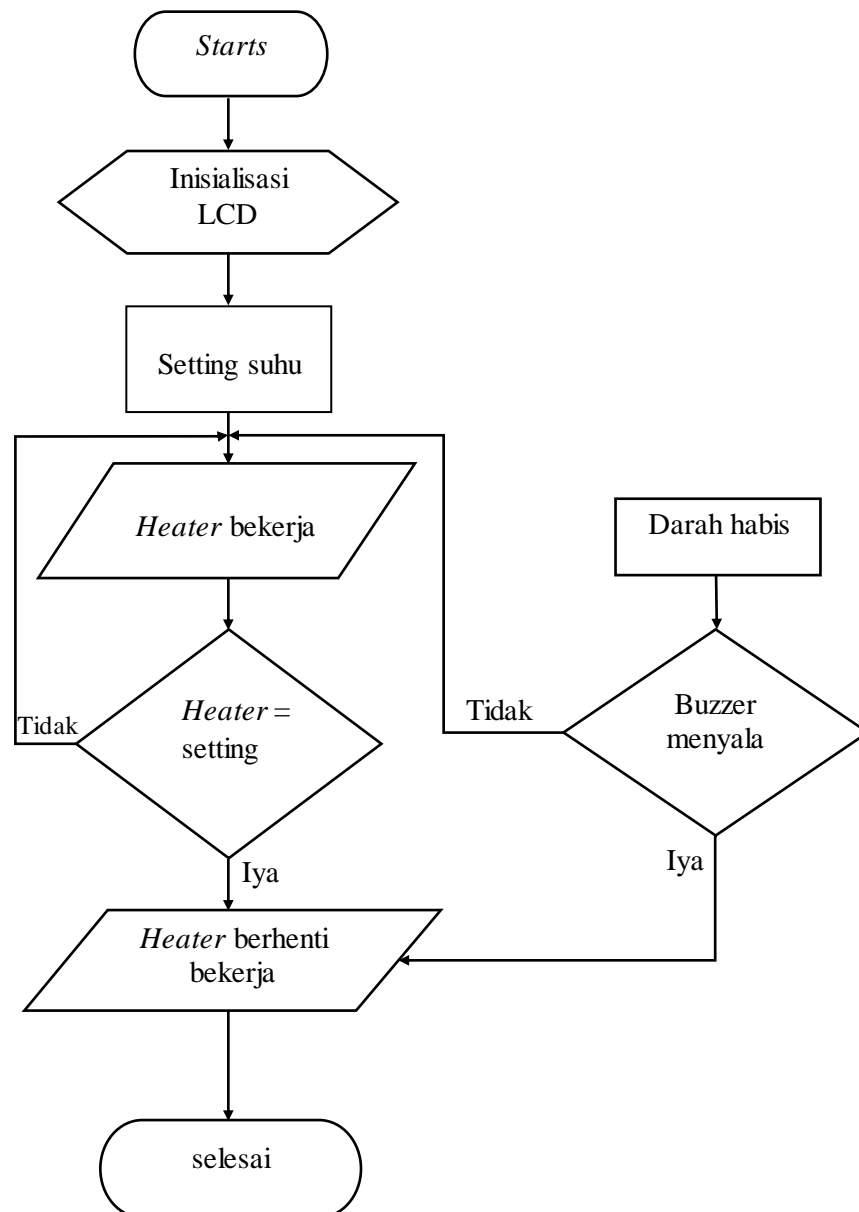 Starts
Inisialisasi
LCD
Setting suhu
Heater bekerja
Darah habis
Heater =
setting
Tidak
Tidak
Buzzer
menyala
Iya
Iya
Heater berhenti
bekerja
selesai